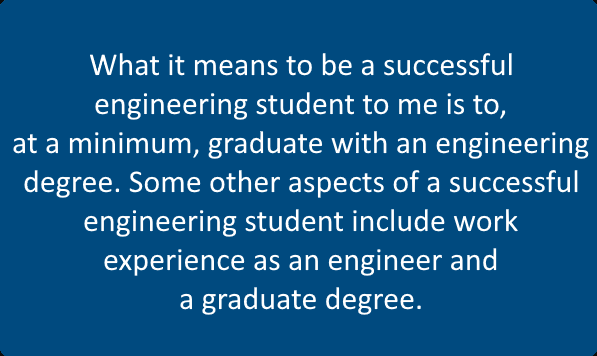 What it means to be a successful
engineering student to me is to,
at a minimum, graduate with an engineering
degree. Some other aspects of a successful
engineering student include work
experience as an engineer and
a graduate degree.